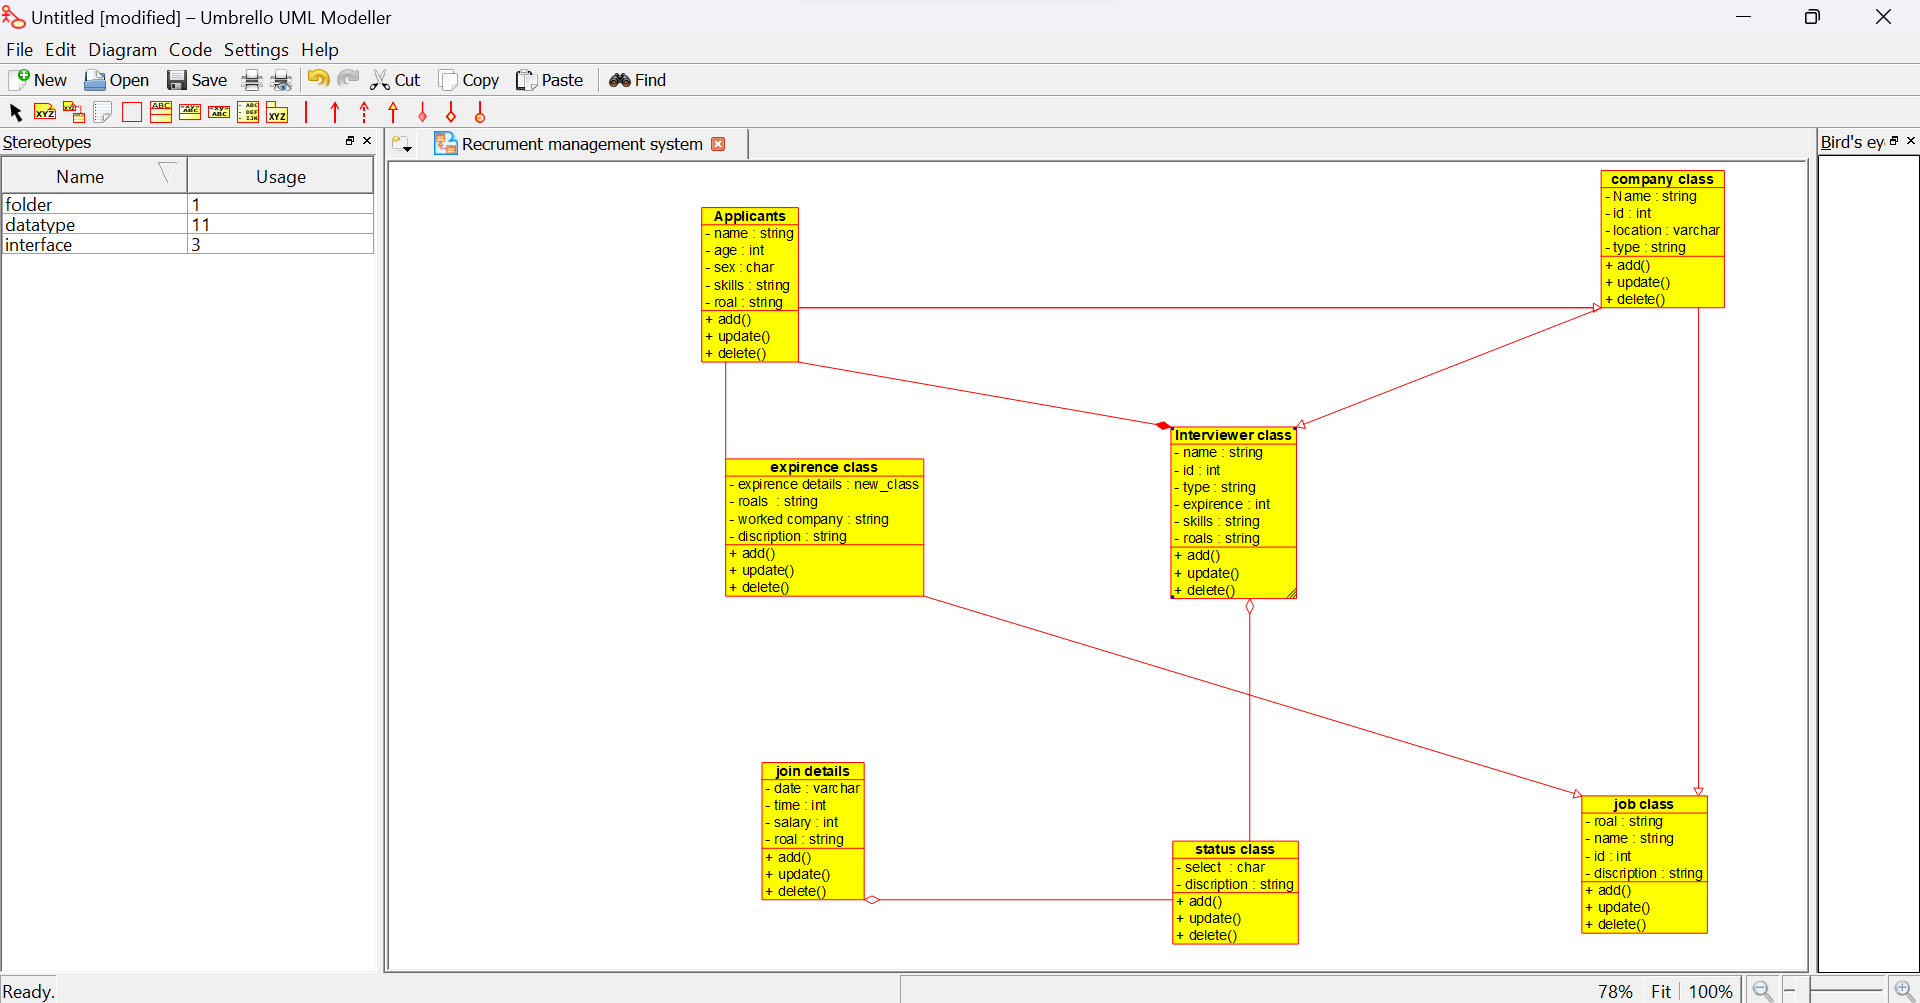 Untitled [modified] – Umbrello UML Modeller
File Edit Diagram Code Settings Help
New Open Save Cut Copy Paste Find
Stereotypes
Name Usage
folder 1
datatype 11
interface 3
Recrument management system
Bird's ey
Applicants
- name : string
- age : int
- sex : char
- skills : string
- roal : string
+ add()
+ update()
+ delete()
company class
- Name : string
- id : int
- location : varchar
- type : string
+ add()
+ update()
+ delete()
expirence class
- expirence details : new_class
- roals : string
- worked company : string
- discription : string
+ add()
+ update()
+ delete()
Interviewer class
- name : string
- id : int
- type : string
- expirence : int
- skills : string
- roals : string
+ add()
+ update()
+ delete()
join details
- date : varchar
- time : int
- salary : int
- roal : string
+ add()
+ update()
+ delete()
status class
- select : char
- discription : string
+ add()
+ update()
+ delete()
job class
- roal : string
- name : string
- id : int
- discription : string
+ add()
+ update()
+ delete()
Ready.
78% Fit 100%